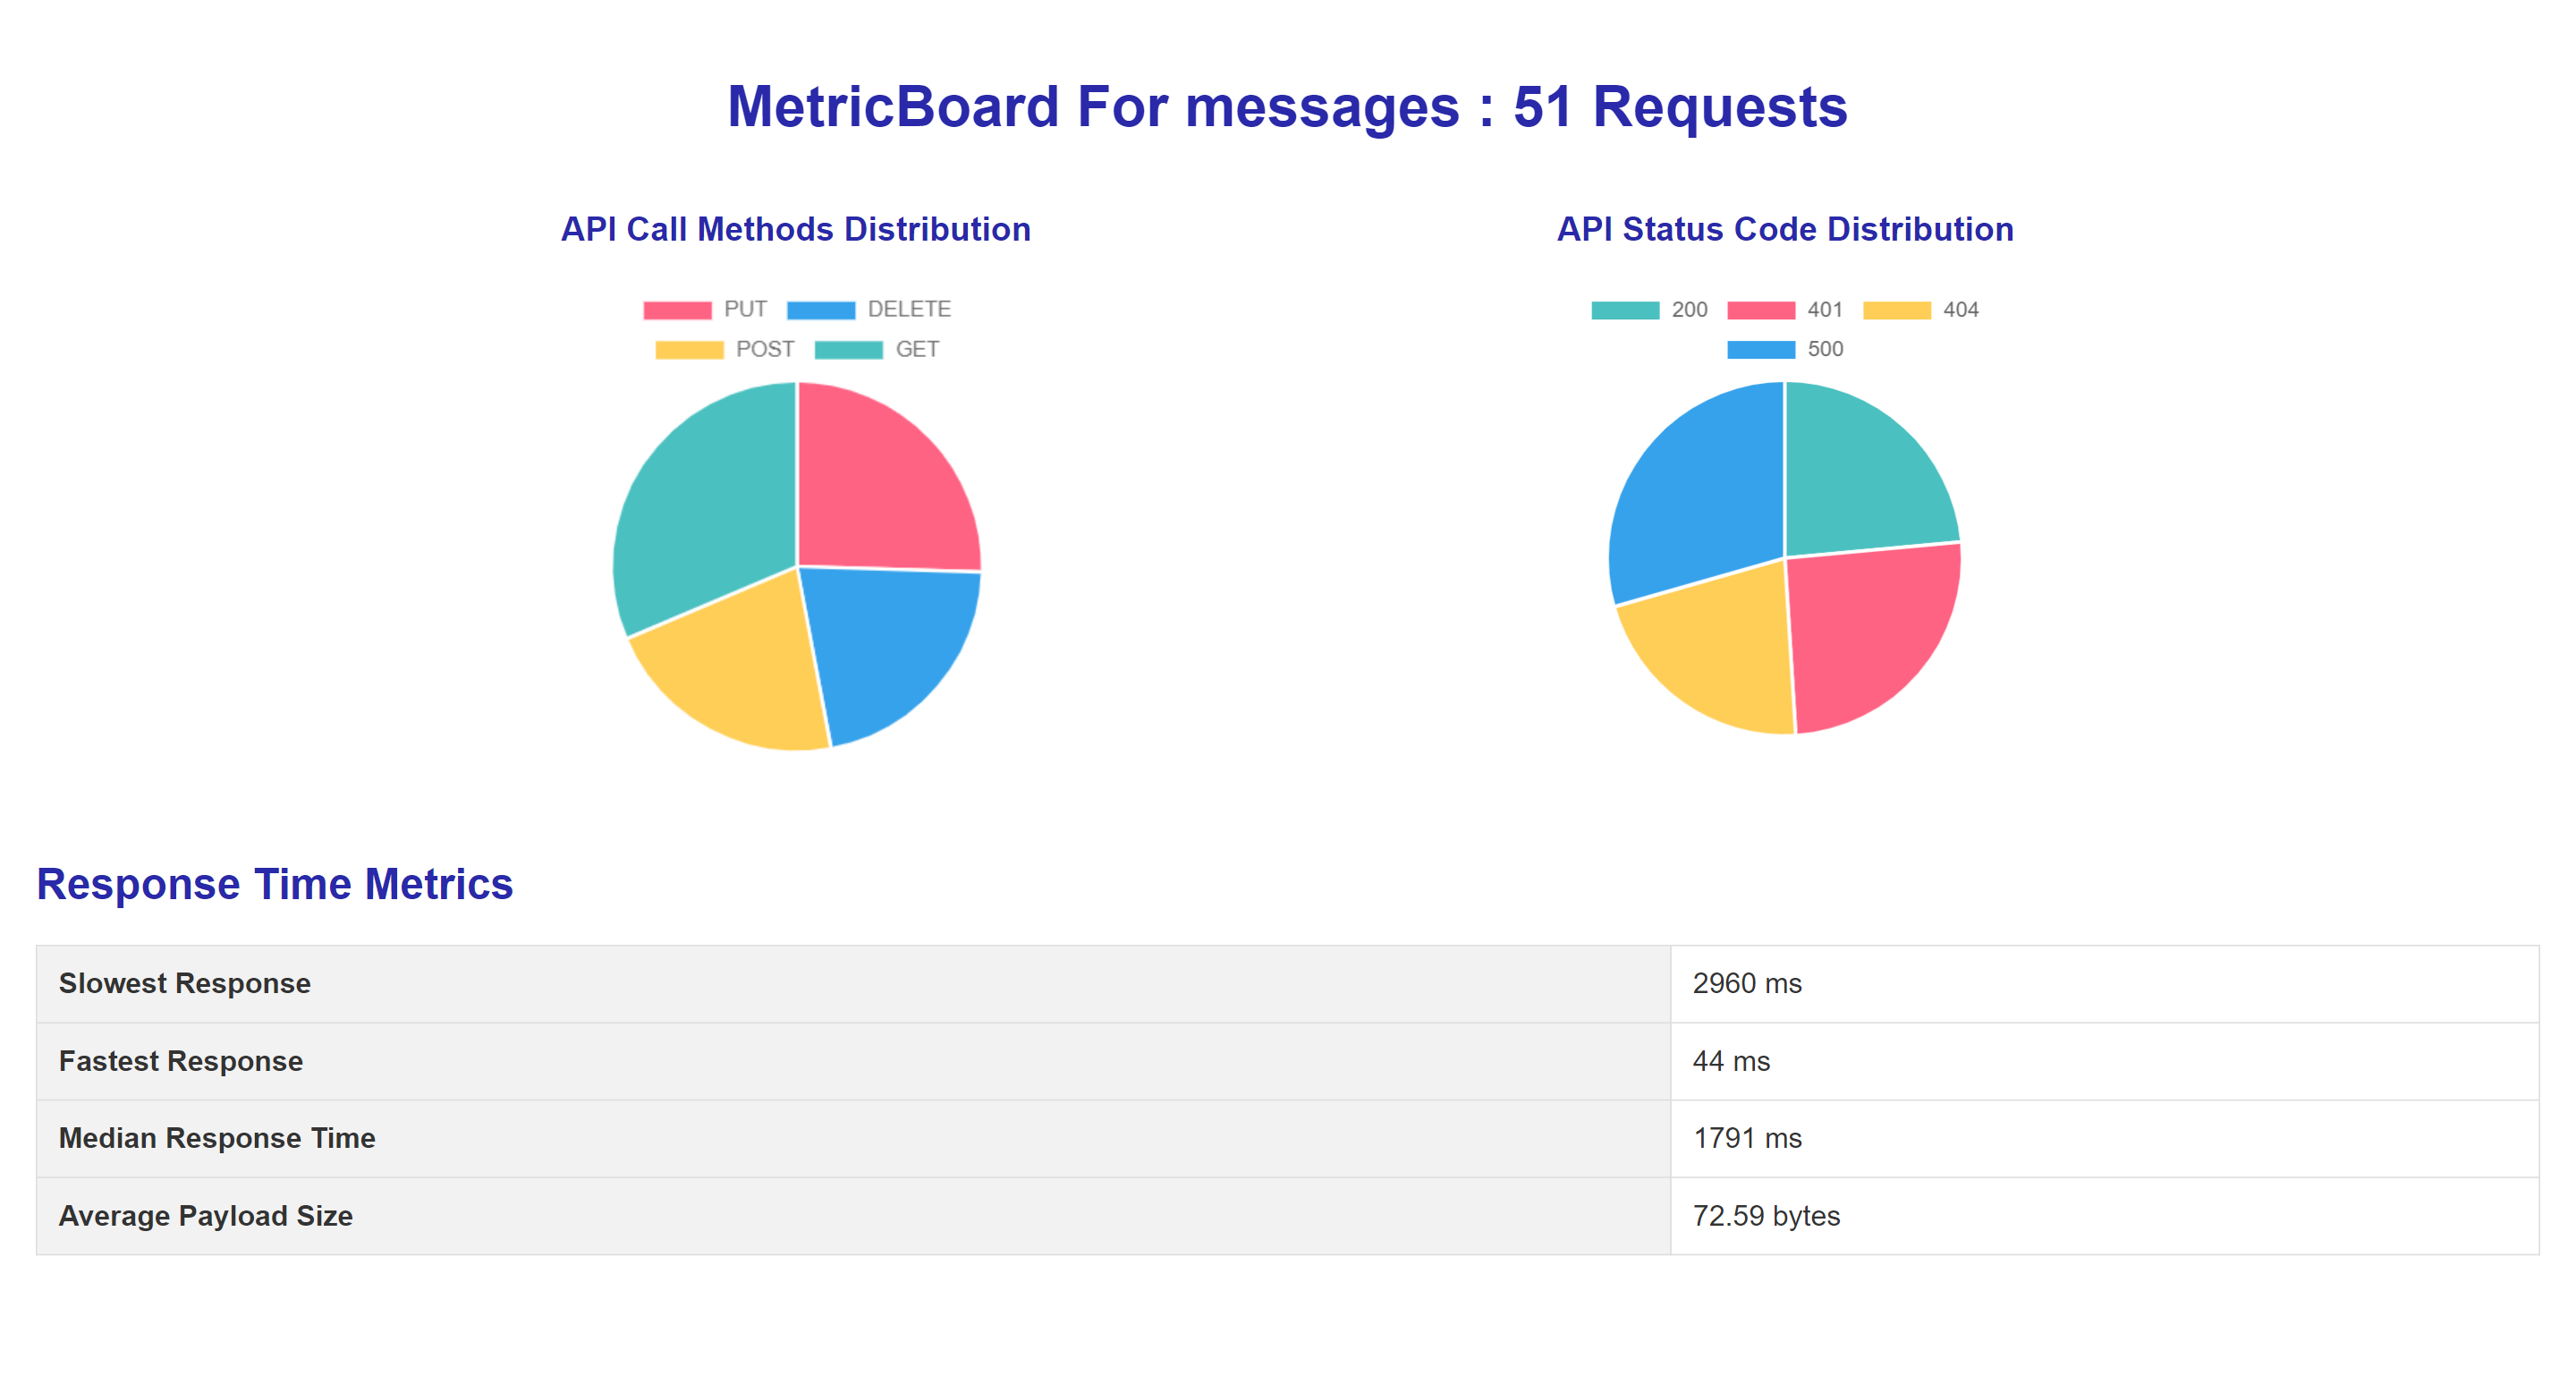 MetricBoard For messages : 51 Requests
API Call Methods Distribution
PUT DELETE
POST GET
API Status Code Distribution
200 401 404
500
Response Time Metrics
Slowest Response 2960 ms
Fastest Response 44 ms
Median Response Time 1791 ms
Average Payload Size 72.59 bytes